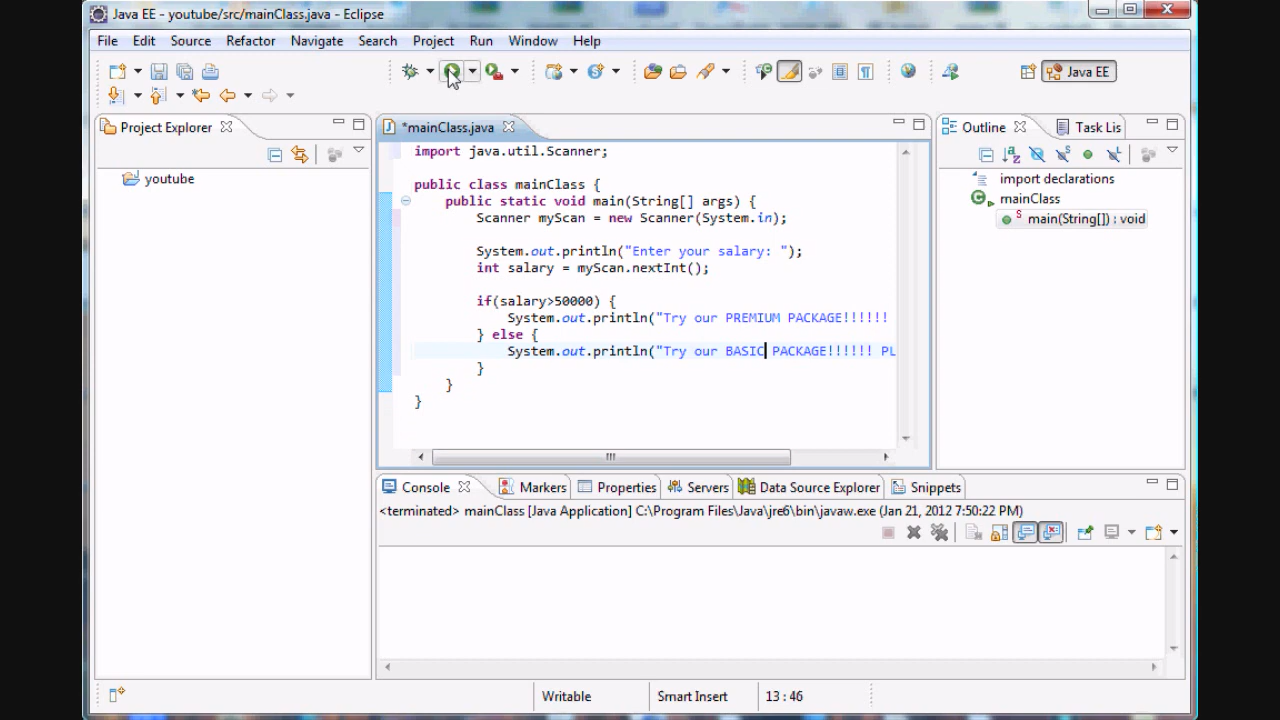 Java EE - youtube/src/mainClass.java - Eclipse
File Edit Source Refactor Navigate Search Project Run Window Help
Java EE
Project Explorer
youtube
*mainClass.java
import java.util.Scanner;
public class mainClass {
public static void main(String[] args) {
Scanner myScan = new Scanner(System.in);
System.out.println("Enter your salary: ");
int salary = myScan.nextInt();
if(salary>50000) {
System.out.println("Try our PREMIUM PACKAGE!!!!!!
} else {
System.out.println("Try our BASIC PACKAGE!!!!!! PL
}
}
}
Outline Task Lis
import declarations
mainClass
main(String[]) : void
Console Markers Properties Servers Data Source Explorer Snippets
<terminated> mainClass [Java Application] C:\Program Files\Java\jre6\bin\javaw.exe (Jan 21, 2012 7:50:22 PM)
Writable Smart Insert 13 : 46